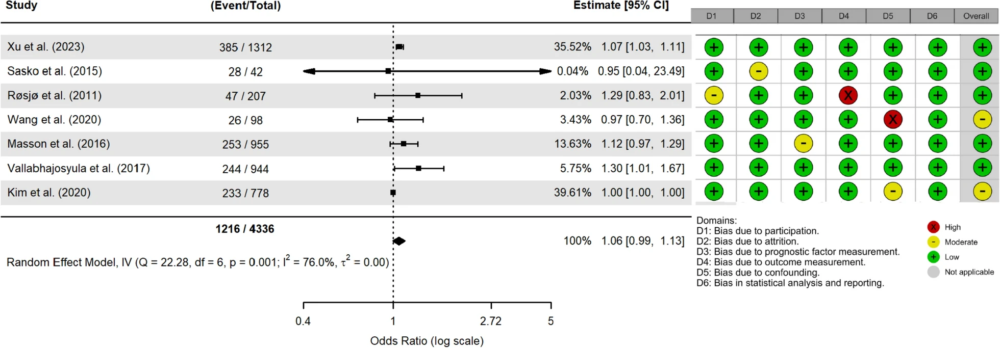 Study (Event/Total) Estimate [95% CI] D1 D2 D3 D4 D5 D6 Overall
Xu et al. (2023) 385 / 1312 35.52% 1.07 [1.03, 1.11] + + + + + + +
Sasko et al. (2015) 28 / 42 0.04% 0.95 [0.04, 23.49] + - + + + + +
Røsjø et al. (2011) 47 / 207 2.03% 1.29 [0.83, 2.01] - + + X + + +
Wang et al. (2020) 26 / 98 3.43% 0.97 [0.70, 1.36] + + + + X + -
Masson et al. (2016) 253 / 955 13.63% 1.12 [0.97, 1.29] + + - + + + +
Vallabhajosyula et al. (2017) 244 / 944 5.75% 1.30 [1.01, 1.67] + + + + + + +
Kim et al. (2020) 233 / 778 39.61% 1.00 [1.00, 1.00] + + + + - + -
1216 / 4336
100% 1.06 [0.99, 1.13]
Random Effect Model, IV (Q = 22.28, df = 6, p = 0.001; I² = 76.0%, τ² = 0.00)
0.4 1 2.72 5
Odds Ratio (log scale)
Domains:
D1: Bias due to participation.
D2: Bias due to attrition.
D3: Bias due to prognostic factor measurement.
D4: Bias due to outcome measurement.
D5: Bias due to confounding.
D6: Bias in statistical analysis and reporting.
X High
- Moderate
+ Low
Not applicable